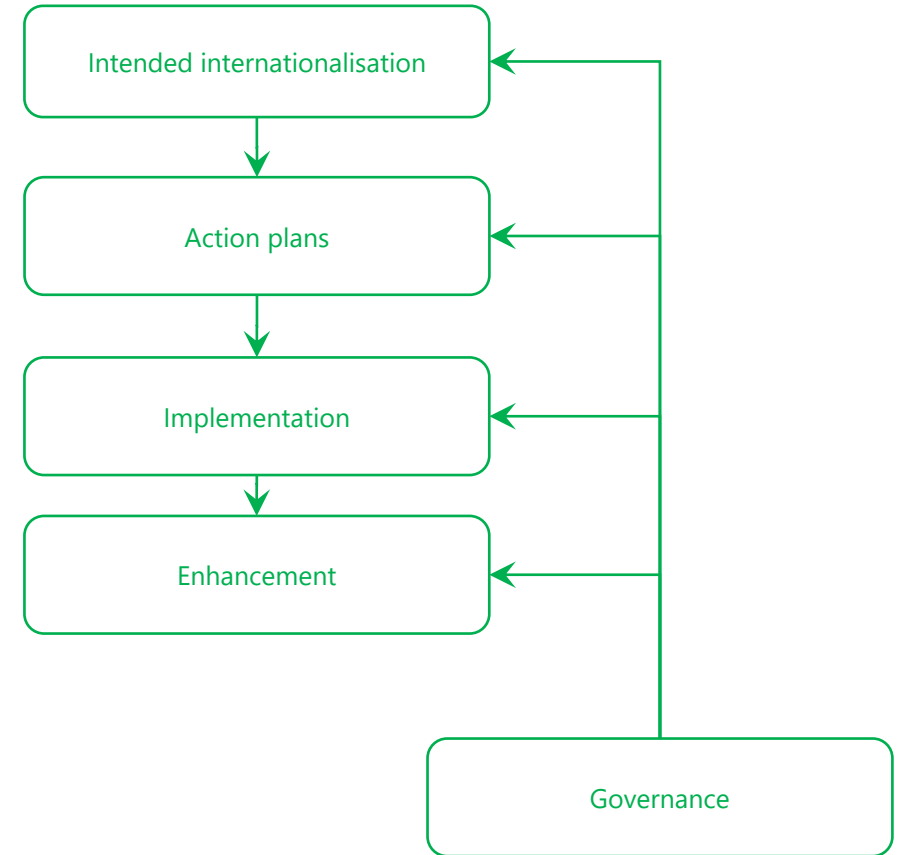 Intended internationalisation
Action plans
Implementation
Enhancement
Governance